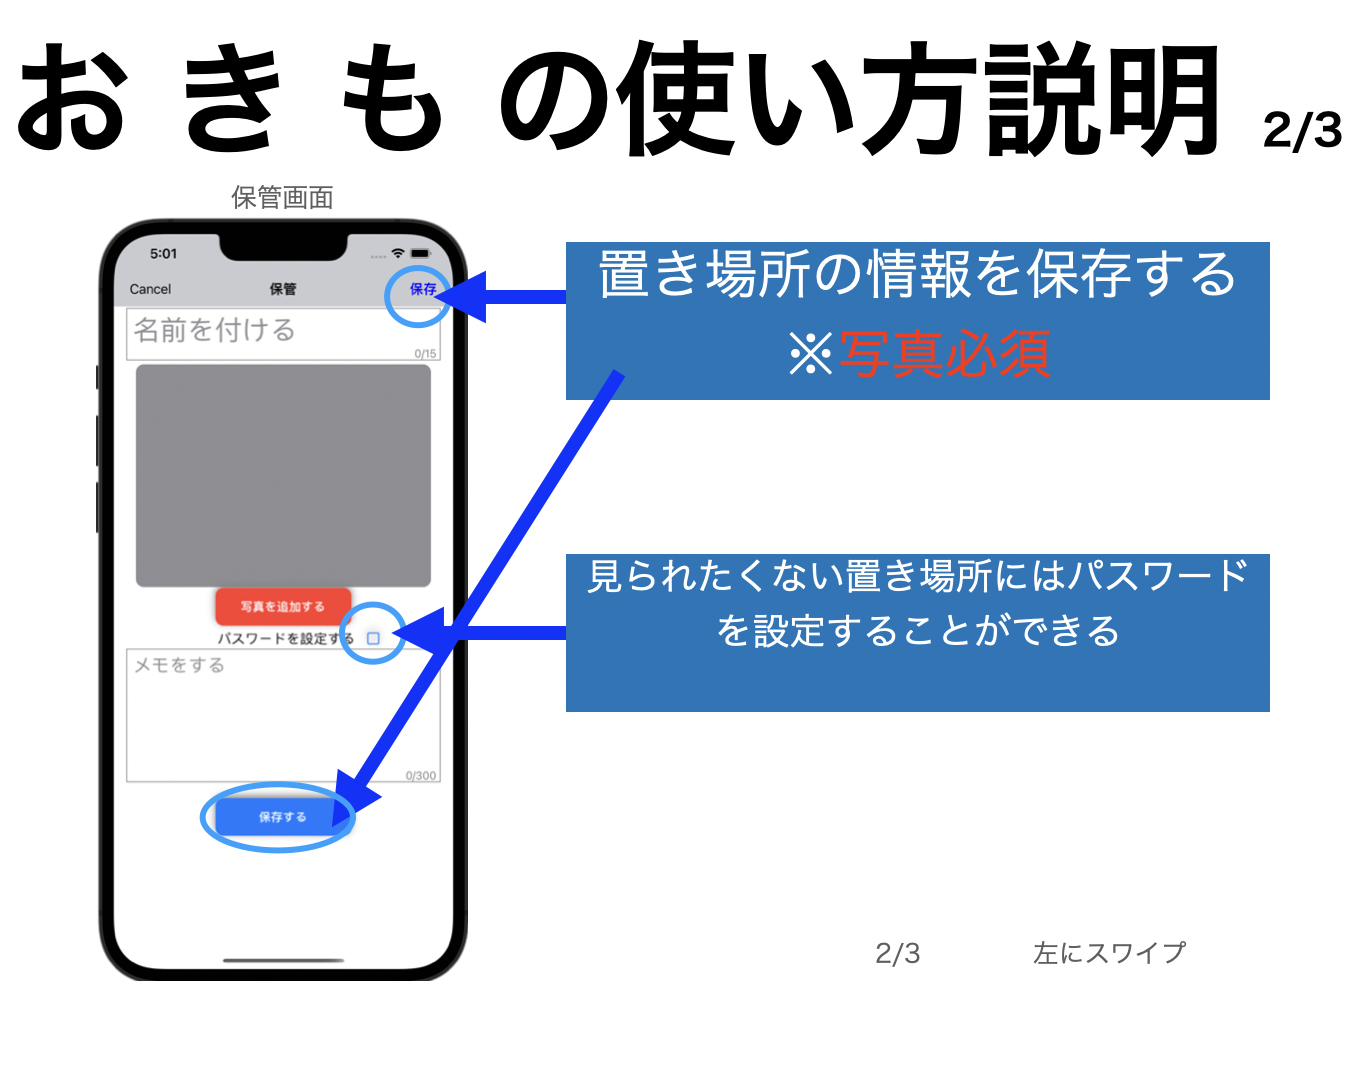 おきもの使い方説明 2/3
保管画面
5:01
Cancel 保管 保存
名前を付ける
0/15
写真を追加する
パスワードを設定する
メモをする
0/300
保存する
置き場所の情報を保存する
※写真必須
見られたくない置き場所にはパスワード
を設定することができる
2/3 左にスワイプ